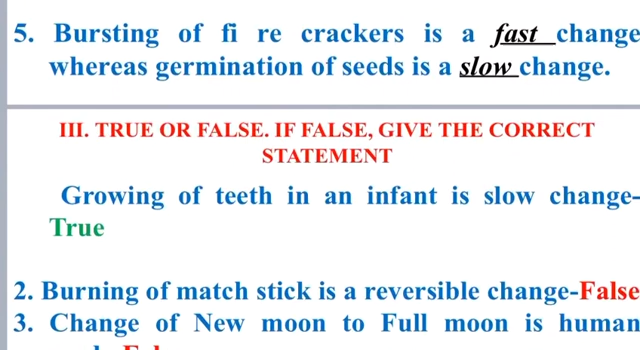 5. Bursting of fi re crackers is a fast change
whereas germination of seeds is a slow change.
III. TRUE OR FALSE. IF FALSE, GIVE THE CORRECT
STATEMENT
Growing of teeth in an infant is slow change-
True
2. Burning of match stick is a reversible change-False
3. Change of New moon to Full moon is human